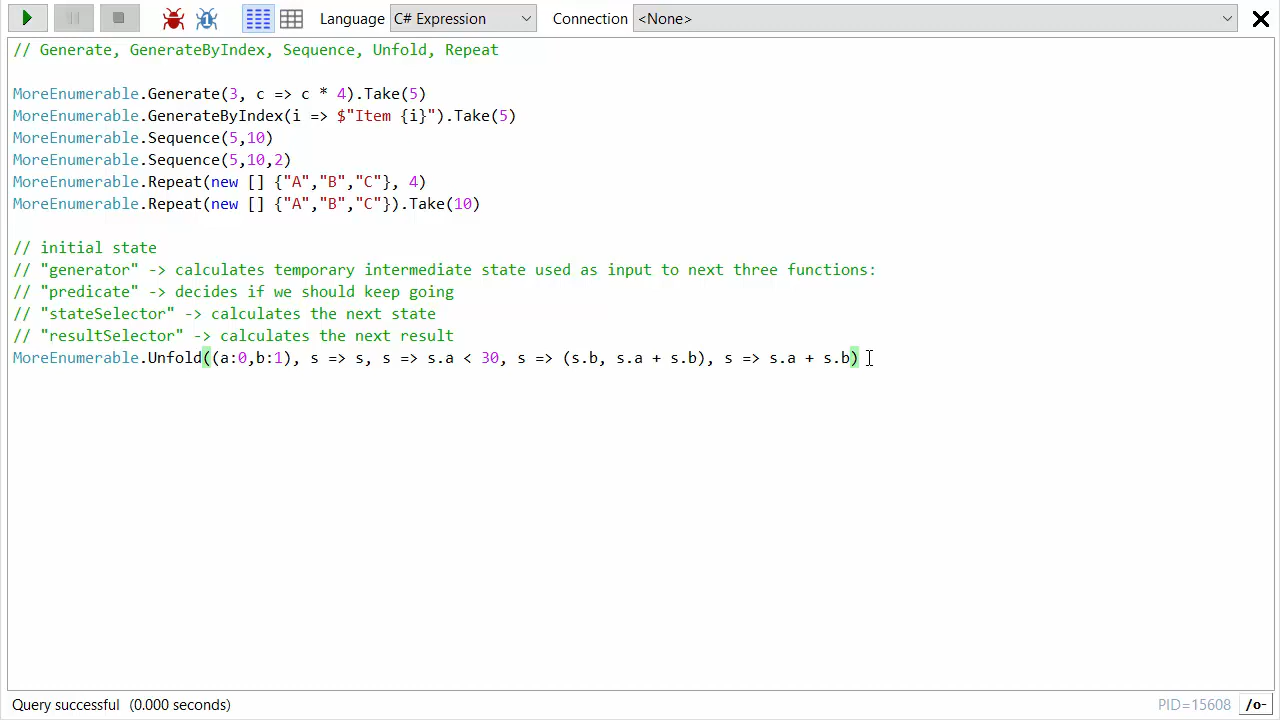 Language C# Expression Connection <None>
// Generate, GenerateByIndex, Sequence, Unfold, Repeat
MoreEnumerable.Generate(3, c => c * 4).Take(5)
MoreEnumerable.GenerateByIndex(i => $"Item {i}").Take(5)
MoreEnumerable.Sequence(5,10)
MoreEnumerable.Sequence(5,10,2)
MoreEnumerable.Repeat(new [] {"A","B","C"}, 4)
MoreEnumerable.Repeat(new [] {"A","B","C"}).Take(10)
// initial state
// "generator" -> calculates temporary intermediate state used as input to next three functions:
// "predicate" -> decides if we should keep going
// "stateSelector" -> calculates the next state
// "resultSelector" -> calculates the next result
MoreEnumerable.Unfold((a:0,b:1), s => s, s => s.a < 30, s => (s.b, s.a + s.b), s => s.a + s.b)
Query successful (0.000 seconds) PID=15608 /o-